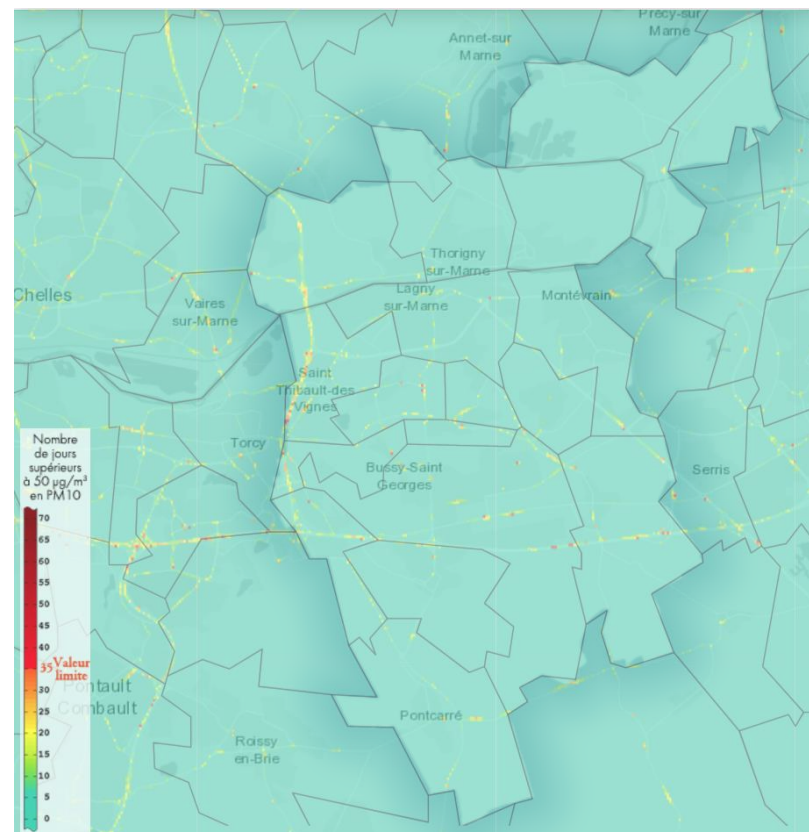 Précy-sur
Marne
Annet-sur
Marne
Thorigny
sur-Marne
Chelles
Lagny
sur-Marne
Montévrain
Vaires
sur-Marne
Saint
Thibault-des
Vignes
Torcy
Bussy-Saint
Georges
Serris
Nombre
de jours
supérieurs
à 50 µg/m³
en PM10
70
65
60
55
50
45
40
35 Valeur
limite
30
25
20
15
10
5
0
Pontault
Combault
Pontcarré
Roissy
en-Brie